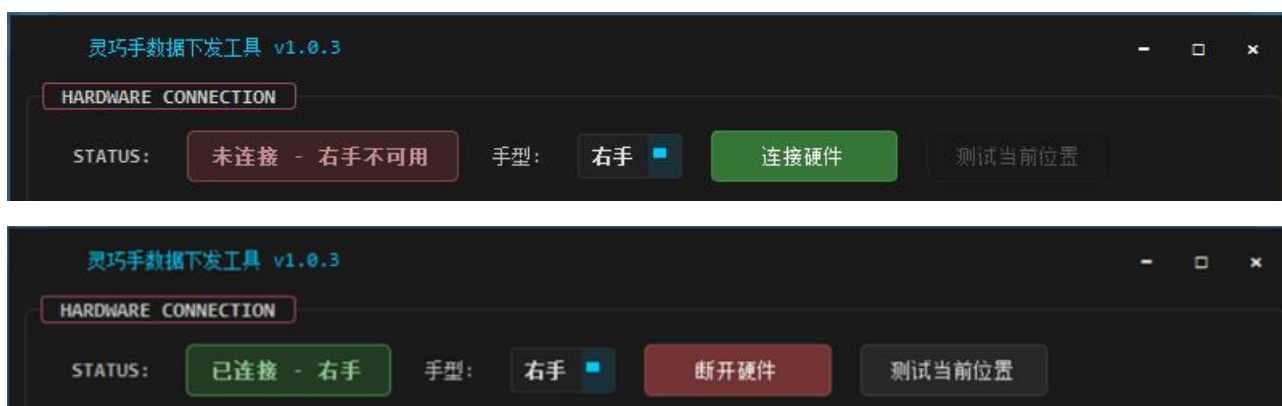 灵巧手数据下发工具 v1.0.3
HARDWARE CONNECTION
STATUS: 未连接 - 右手不可用 手型: 右手 连接硬件 测试当前位置
灵巧手数据下发工具 v1.0.3
HARDWARE CONNECTION
STATUS: 已连接 - 右手 手型: 右手 断开硬件 测试当前位置